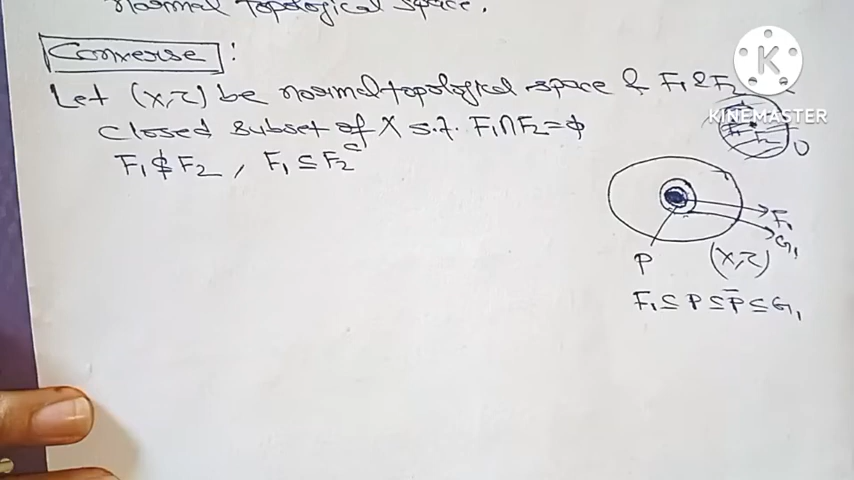 normal topological space.
Converse :
Let (X,τ) be normal topological space & F₁ & F₂
closed subset of X s.t. F₁∩F₂=ϕ
F₁⊈F₂ , F₁⊆F₂ᶜ
KINEMASTER
U
F₁
G₁
P (X,τ)
F₁⊆P⊆P̅⊆G₁